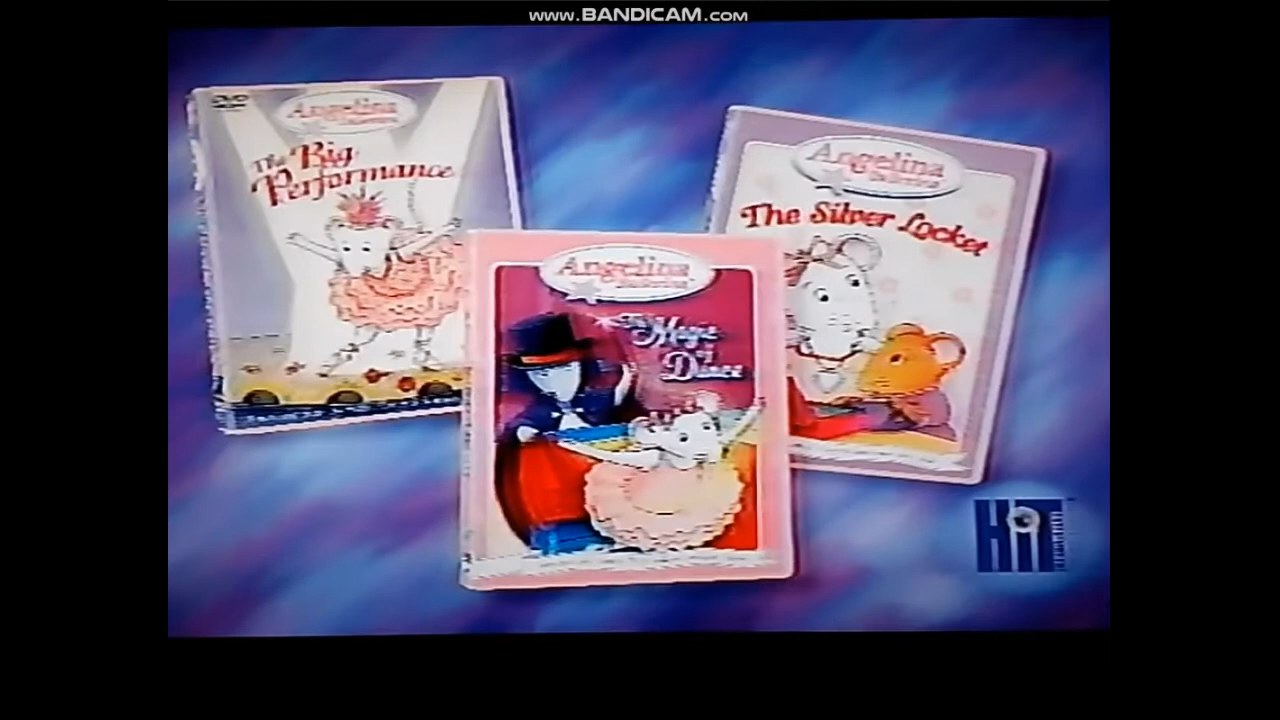 WWW.BANDICAM.COM
DVD
Angelina
Ballerina
The Big
Performance
Angelina
Ballerina
The Silver Locket
Angelina
Ballerina
The Magic
of
Dance
HiT